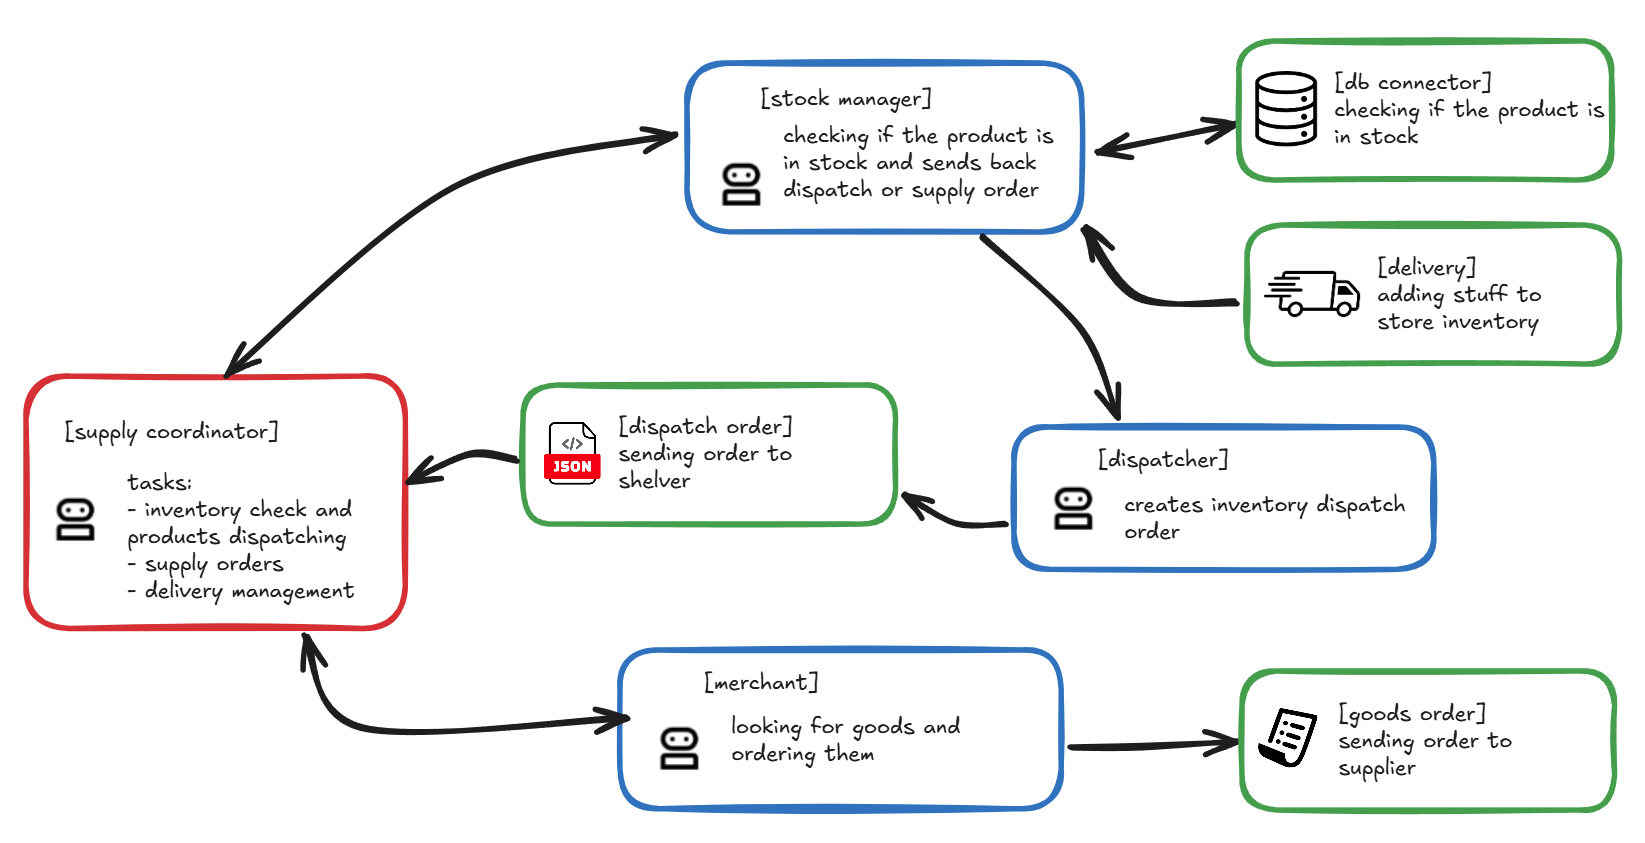 [stock manager]
checking if the product is
in stock and sends back
dispatch or supply order
[db connector]
checking if the product is
in stock
[delivery]
adding stuff to
store inventory
[supply coordinator]
tasks:
- inventory check and
products dispatching
- supply orders
- delivery management
</>
JSON
[dispatch order]
sending order to
shelver
[dispatcher]
creates inventory dispatch
order
[merchant]
looking for goods and
ordering them
[goods order]
sending order to
supplier